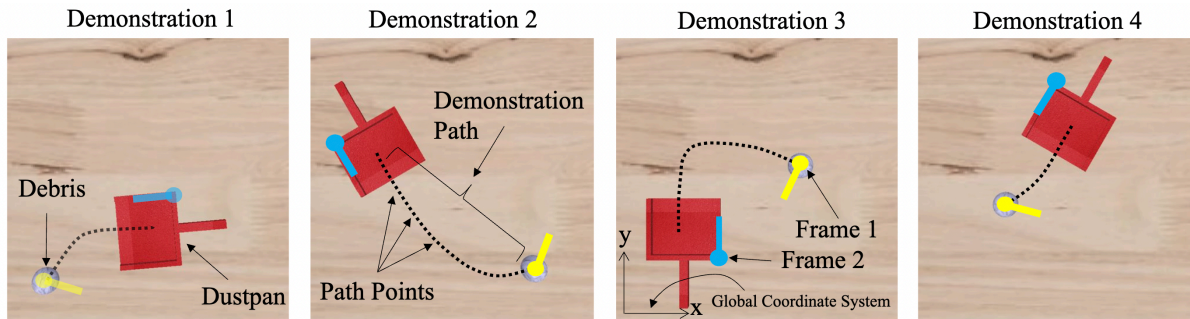 Demonstration 1
Demonstration 2
Demonstration 3
Demonstration 4
Debris
Dustpan
Demonstration
Path
Path Points
Frame 1
Frame 2
y
x
Global Coordinate System